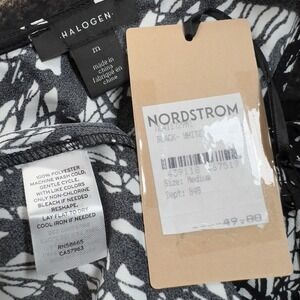 HALOGEN
m
made in
china
fabriqué en
chine
NORDSTROM
BLACK- WHITE
Size: Medium
Dept: 848
49.00
100% POLYESTER
MACHINE WASH COLD
GENTLE CYCLE,
WITH LIKE COLORS
ONLY NON-CHLORINE
BLEACH IF NEEDED
RESHAPE,
LAY FLAT TO DRY
COOL IRON IF NEEDED
RN58665
CA57963